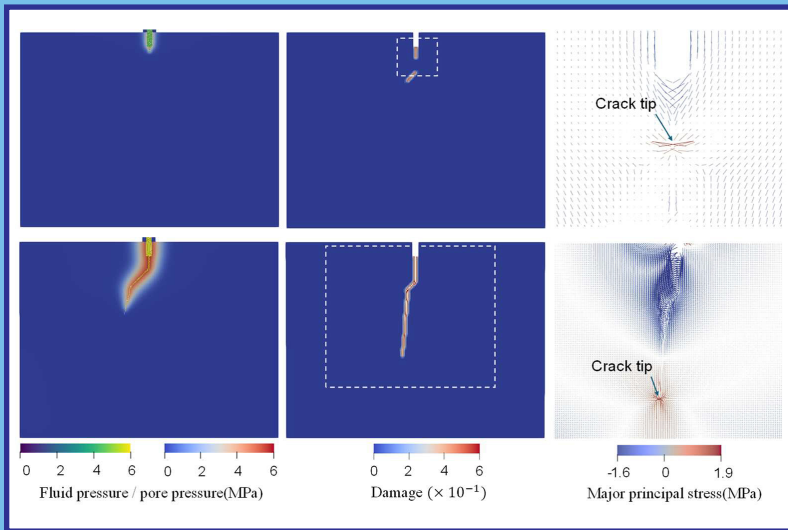 Crack tip
Crack tip
0 2 4 6 0 2 4 6
Fluid pressure / pore pressure(MPa)
0 2 4 6
Damage (× 10⁻¹)
-1.6 0 1.9
Major principal stress(MPa)